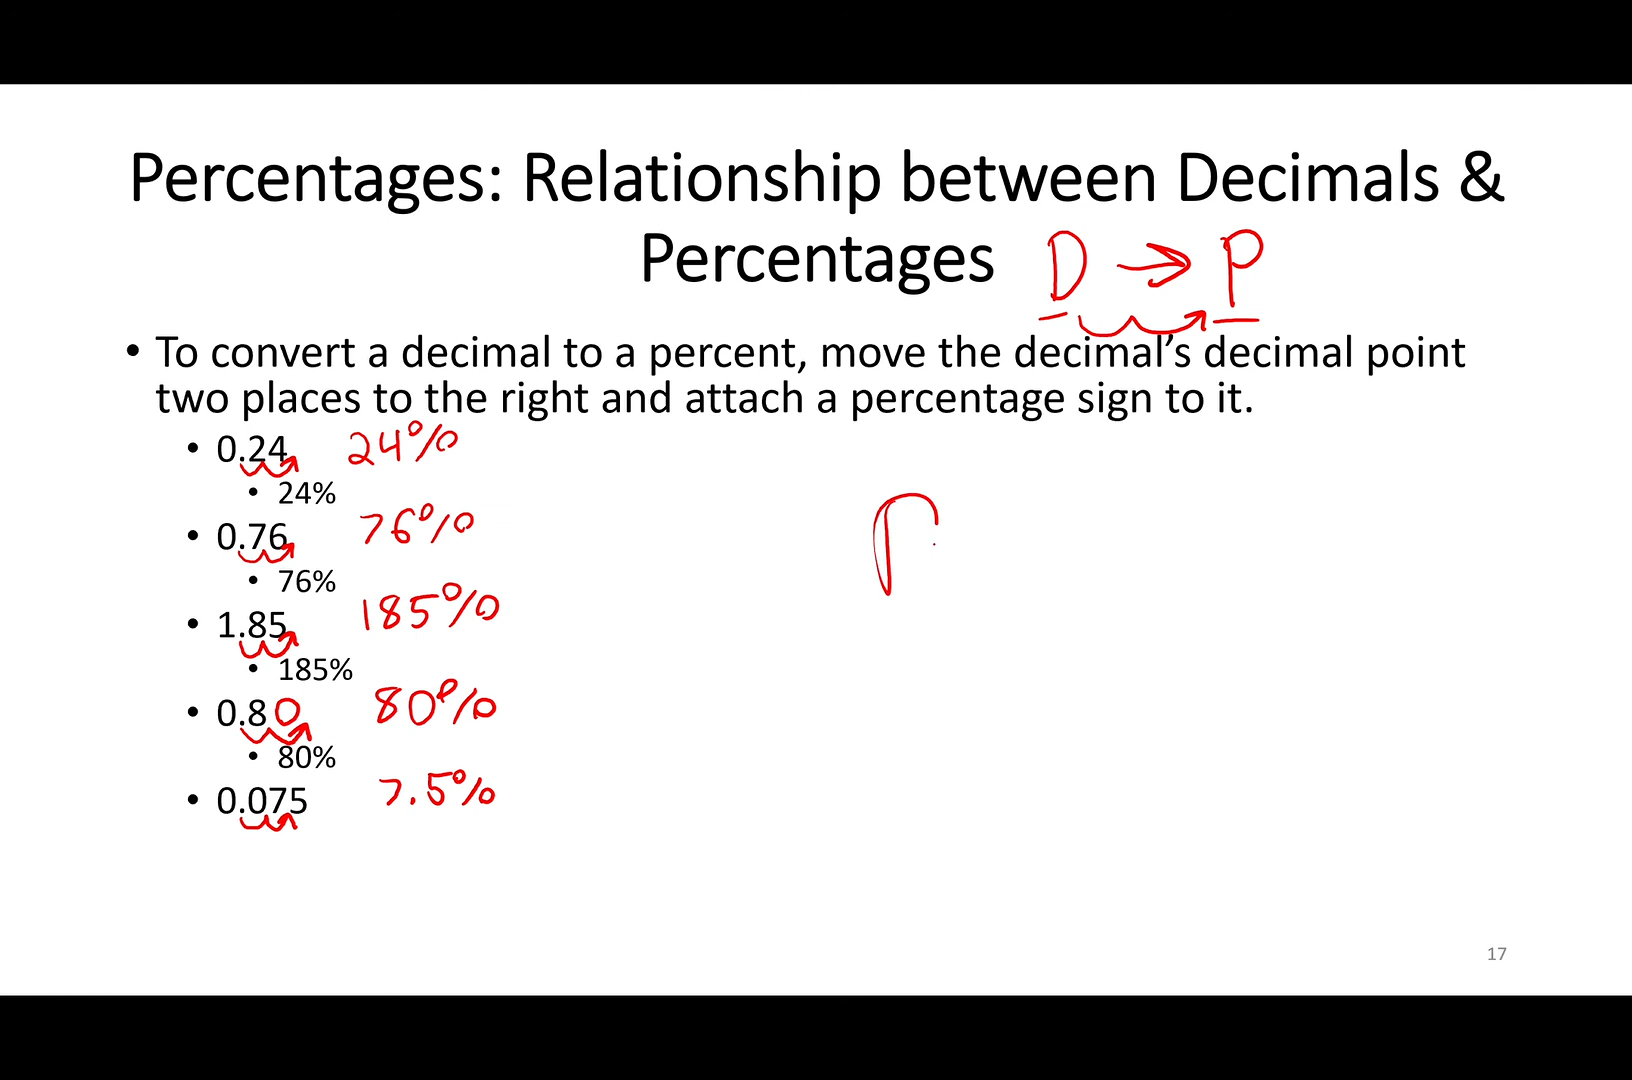 Percentages: Relationship between Decimals &
Percentages D → P
• To convert a decimal to a percent, move the decimal's decimal point
two places to the right and attach a percentage sign to it.
• 0.24 24%
• 24%
• 0.76 76%
• 76%
• 1.85 185%
• 185%
• 0.80 80%
• 80%
• 0.075 7.5%
17